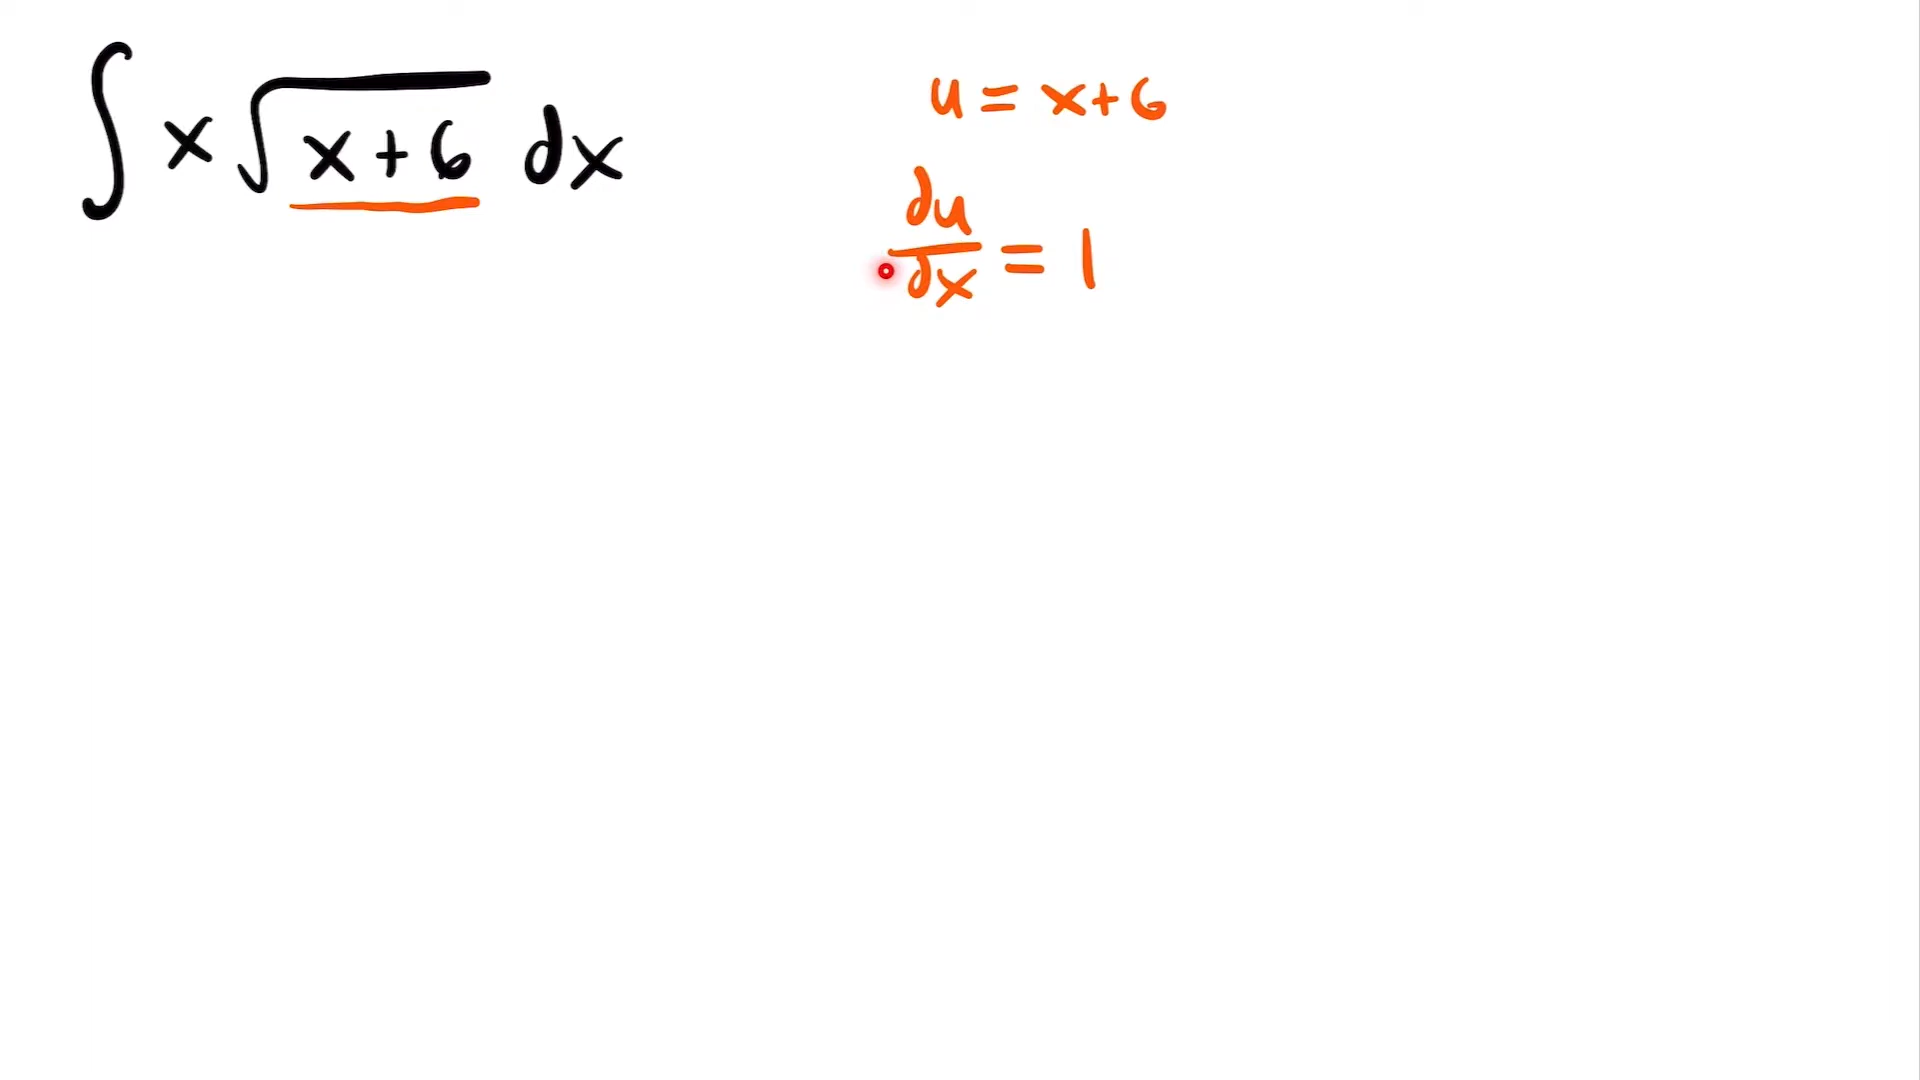 ∫ x √(x+6) dx
u = x+6
du/dx = 1